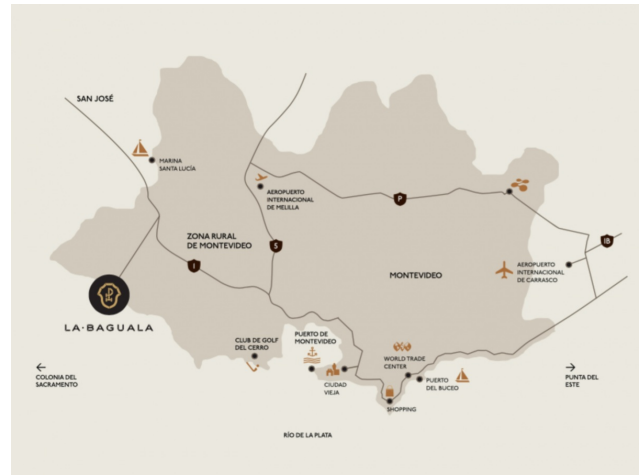 SAN JOSÉ
MARINA
SANTA LUCÍA
AEROPUERTO
INTERNACIONAL
DE MELILLA
P
ZONA RURAL
DE MONTEVIDEO
5
IB
1
MONTEVIDEO
AEROPUERTO
INTERNACIONAL
DE CARRASCO
LA·BAGUALA
CLUB DE GOLF
DEL CERRO
PUERTO DE
MONTEVIDEO
WORLD TRADE
CENTER
COLONIA DEL
SACRAMENTO
CIUDAD
VIEJA
PUERTO
DEL BUCEO
PUNTA DEL
ESTE
SHOPPING
RÍO DE LA PLATA